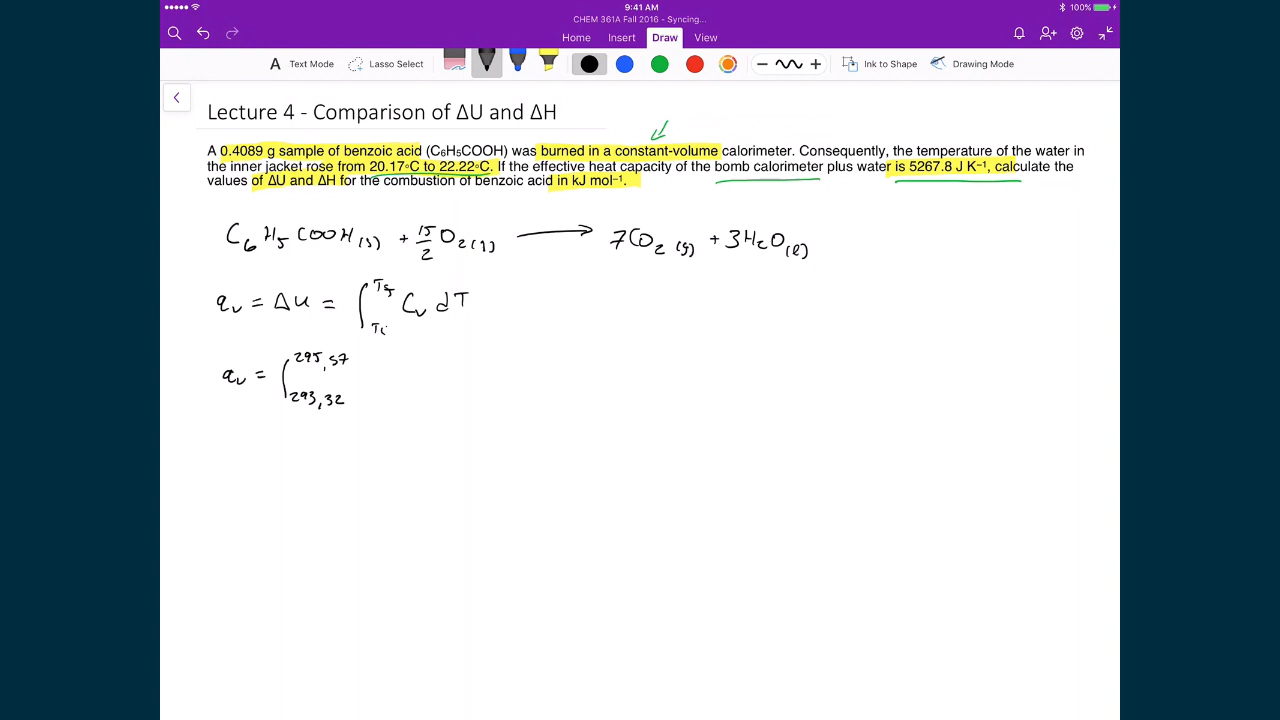 9:41 AM
100%
CHEM 361A Fall 2016 - Syncing...
Home Insert Draw View
A Text Mode Lasso Select Ink to Shape Drawing Mode
Lecture 4 - Comparison of ΔU and ΔH
A 0.4089 g sample of benzoic acid (C₆H₅COOH) was burned in a constant-volume calorimeter. Consequently, the temperature of the water in
the inner jacket rose from 20.17◦C to 22.22◦C. If the effective heat capacity of the bomb calorimeter plus water is 5267.8 J K⁻¹, calculate the
values of ΔU and ΔH for the combustion of benzoic acid in kJ mol⁻¹.
C₆H₅COOH(s) + 15/2 O₂(g) → 7CO₂(g) + 3H₂O(l)
qᵥ = ΔU = ∫ Tf Ti Cᵥ dT
qᵥ = ∫ 295,57 293,32